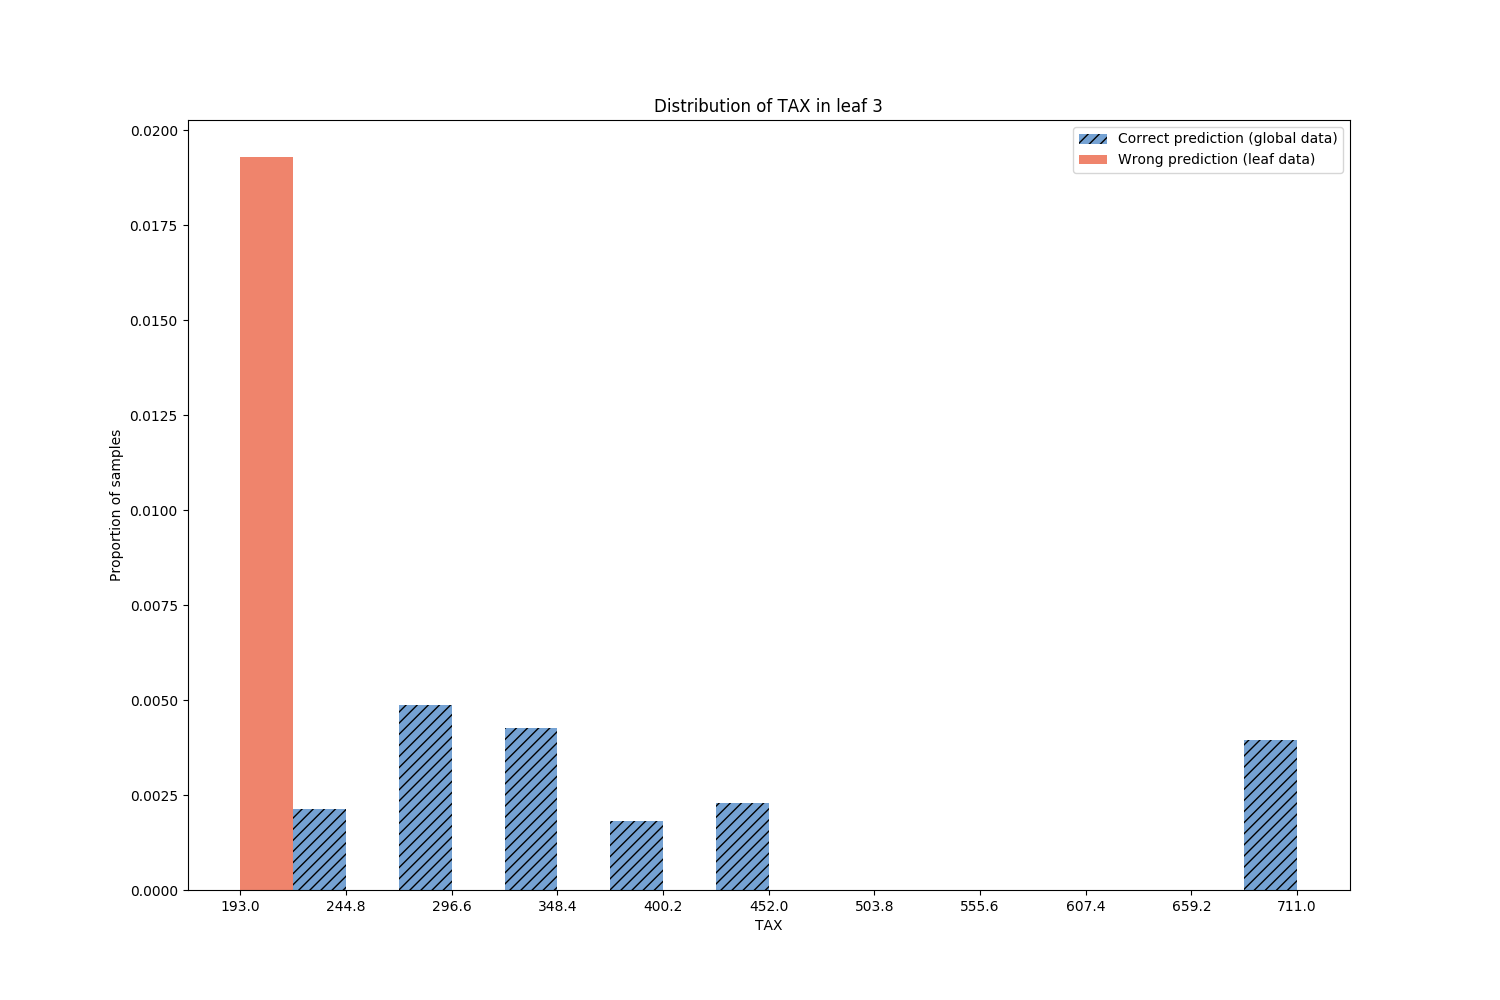 Distribution of TAX in leaf 3
Correct prediction (global data)
Wrong prediction (leaf data)
Proportion of samples
0.0200
0.0175
0.0150
0.0125
0.0100
0.0075
0.0050
0.0025
0.0000
193.0 244.8 296.6 348.4 400.2 452.0 503.8 555.6 607.4 659.2 711.0
TAX